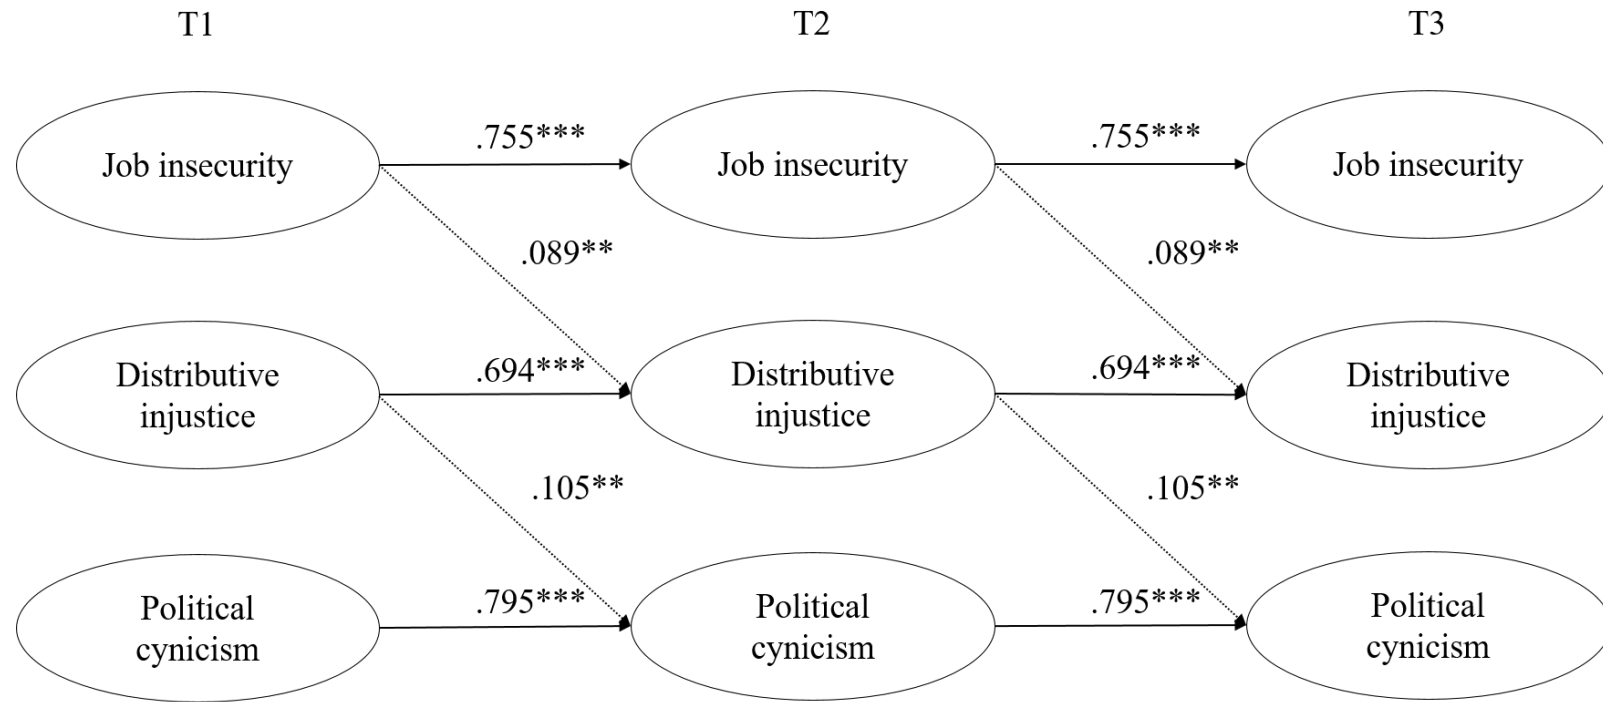 T1 T2 T3
.755*** .755***
Job insecurity Job insecurity Job insecurity
.089** .089**
.694*** .694***
Distributive Distributive Distributive
injustice injustice injustice
.105** .105**
.795*** .795***
Political Political Political
cynicism cynicism cynicism